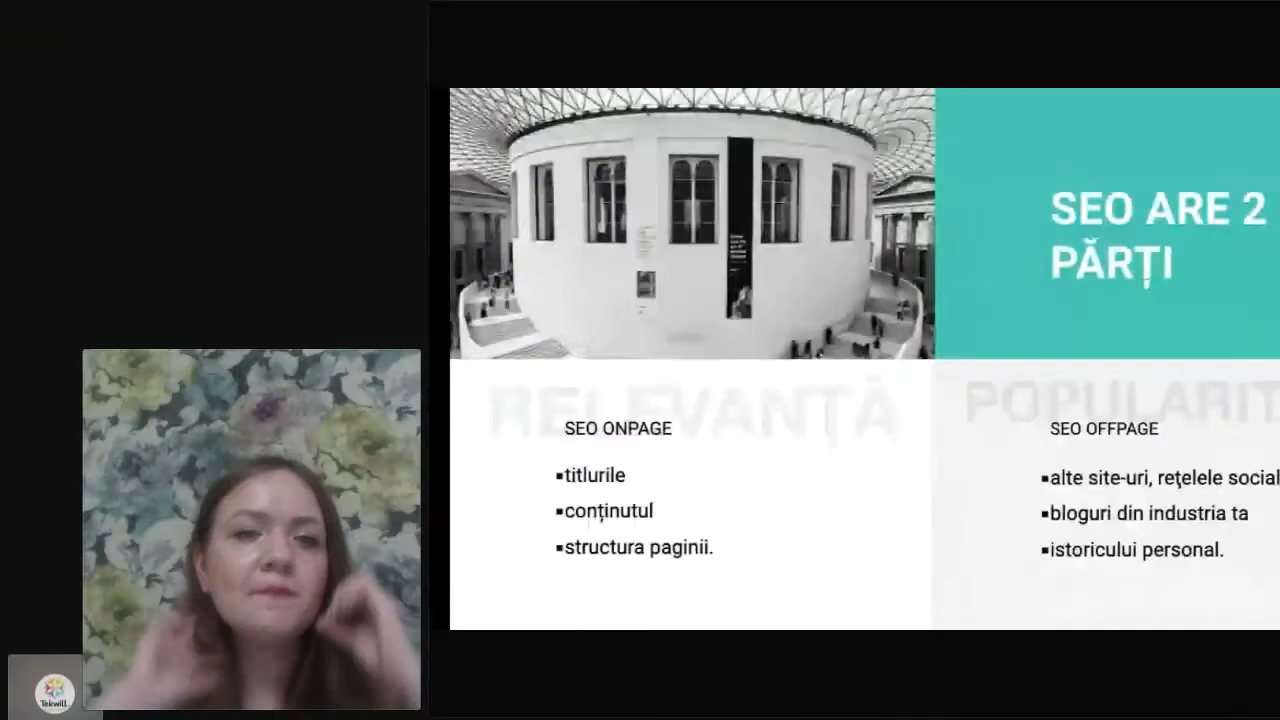 SEO ARE 2
PĂRȚI
RELEVANȚĂ
POPULARIT
SEO ONPAGE
SEO OFFPAGE
▪titlurile
▪conținutul
▪structura paginii.
▪alte site-uri, reţelele social
▪bloguri din industria ta
▪istoricului personal.
Tekwill